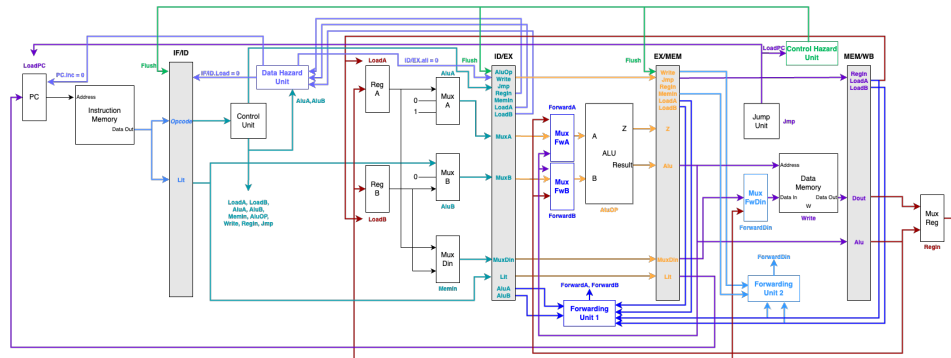 IF/ID
ID/EX
EX/MEM
MEM/WB
LoadPC
Flush
PC.Inc = 0
IF/ID.Load = 0
Data Hazard
Unit
ID/EX.all = 0
LoadA
AluA
Flush
Flush
LoadPC
Control Hazard
Unit
PC
Address
Instruction
Memory
Data Out
Opcode
Lit
Control
Unit
AluA,AluB
LoadA, LoadB,
AluA, AluB,
MemIn, AluOP,
Write, RegIn, Jmp
Reg
A
Mux
A
0
1
Reg
B
LoadB
Mux
B
0
AluB
Mux
Din
MemIn
AluOp
Write
Jmp
RegIn
MemIn
LoadA
LoadB
MuxA
MuxB
MuxDin
Lit
AluA
AluB
ForwardA
Mux
FwA
Mux
FwB
ForwardB
A
B
Z
ALU
Result
AluOP
ForwardA, ForwardB
Forwarding
Unit 1
Write
Jmp
RegIn
MemIn
LoadA
LoadB
Z
Alu
MuxDin
Lit
Jump
Unit
Jmp
Mux
FwDin
ForwardDin
Address
Data
Memory
Data In
Data Out
W
Write
ForwardDin
Forwarding
Unit 2
RegIn
LoadA
LoadB
Dout
Alu
Mux
Reg
RegIn